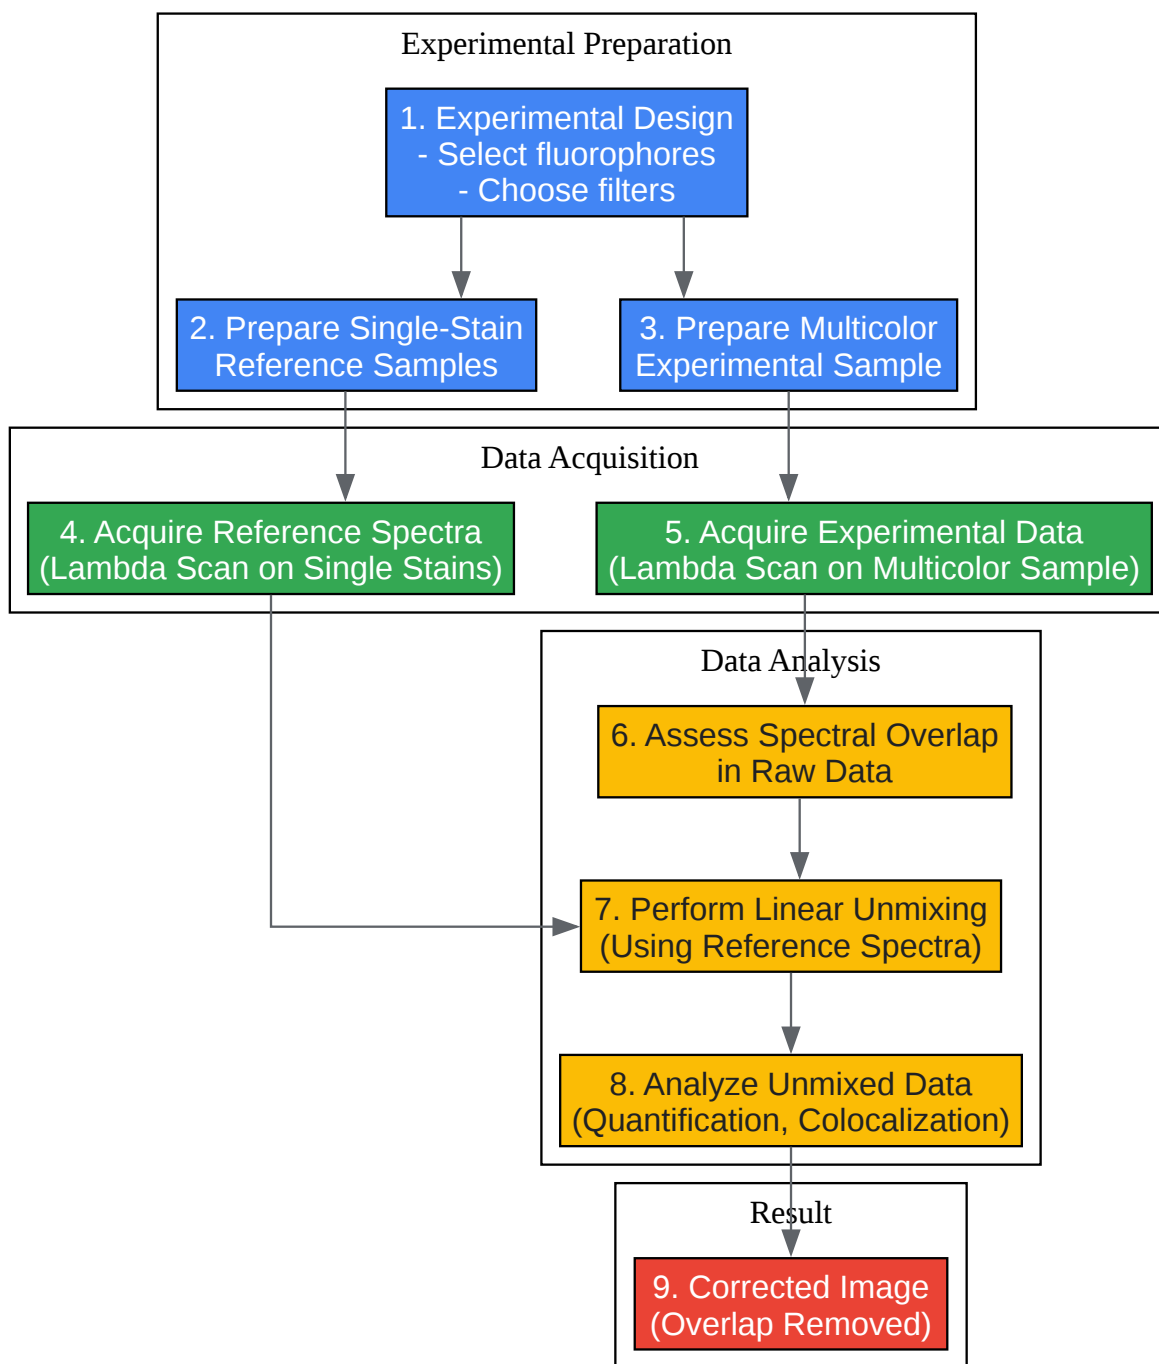 Experimental Preparation
1. Experimental Design
- Select fluorophores
- Choose filters
2. Prepare Single-Stain
Reference Samples
3. Prepare Multicolor
Experimental Sample
Data Acquisition
4. Acquire Reference Spectra
(Lambda Scan on Single Stains)
5. Acquire Experimental Data
(Lambda Scan on Multicolor Sample)
Data Analysis
6. Assess Spectral Overlap
in Raw Data
7. Perform Linear Unmixing
(Using Reference Spectra)
8. Analyze Unmixed Data
(Quantification, Colocalization)
Result
9. Corrected Image
(Overlap Removed)